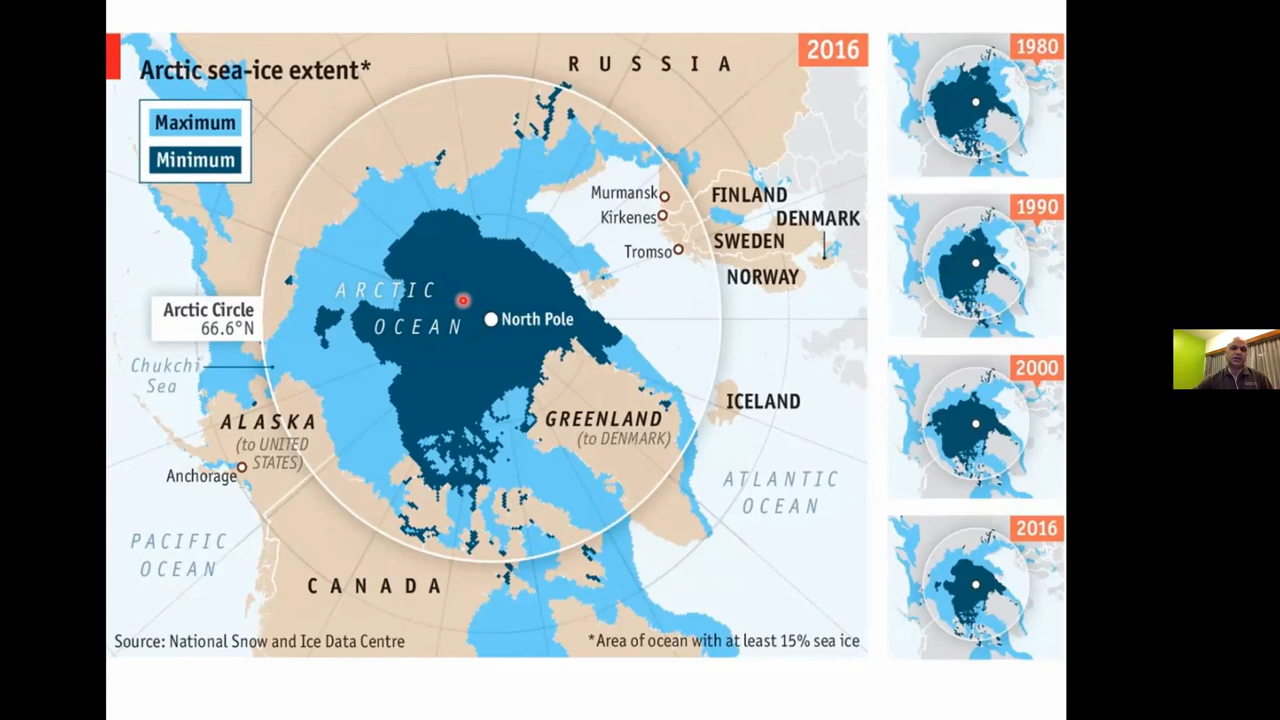 Arctic sea-ice extent*
Maximum
Minimum
2016
RUSSIA
Murmansk
Kirkenes
Tromso
FINLAND
DENMARK
SWEDEN
NORWAY
ARCTIC
OCEAN
North Pole
Arctic Circle
66.6°N
Chukchi
Sea
ALASKA
(to UNITED
STATES)
Anchorage
GREENLAND
(to DENMARK)
ICELAND
ATLANTIC
OCEAN
PACIFIC
OCEAN
CANADA
Source: National Snow and Ice Data Centre
*Area of ocean with at least 15% sea ice
1980
1990
2000
2016